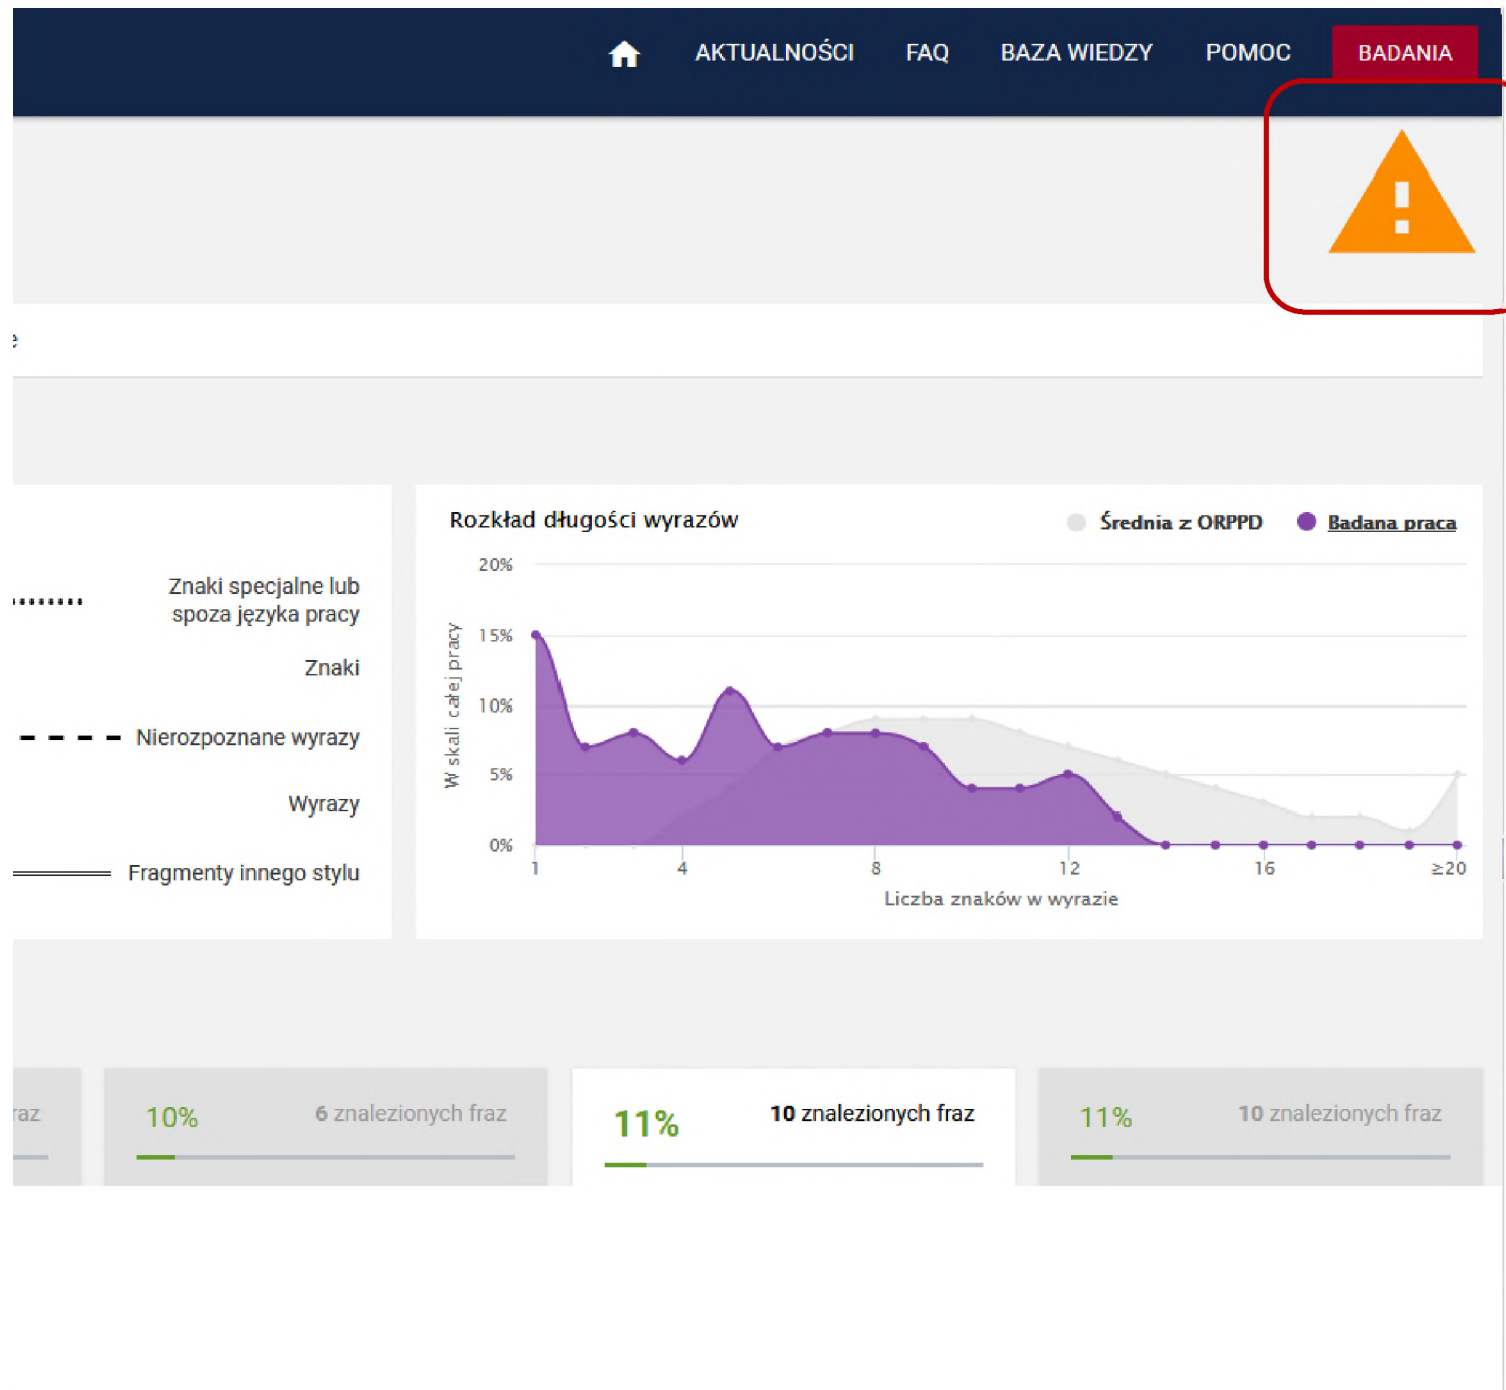 AKTUALNOŚCI FAQ BAZA WIEDZY POMOC BADANIA
Znaki specjalne lub
spoza języka pracy
Znaki
Nierozpoznane wyrazy
Wyrazy
Fragmenty innego stylu
Rozkład długości wyrazów
Średnia z ORPPD Badana praca
W skali całej pracy
20%
15%
10%
5%
0%
1 4 8 12 16 ≥20
Liczba znaków w wyrazie
10% 6 znalezionych fraz
11% 10 znalezionych fraz
11% 10 znalezionych fraz